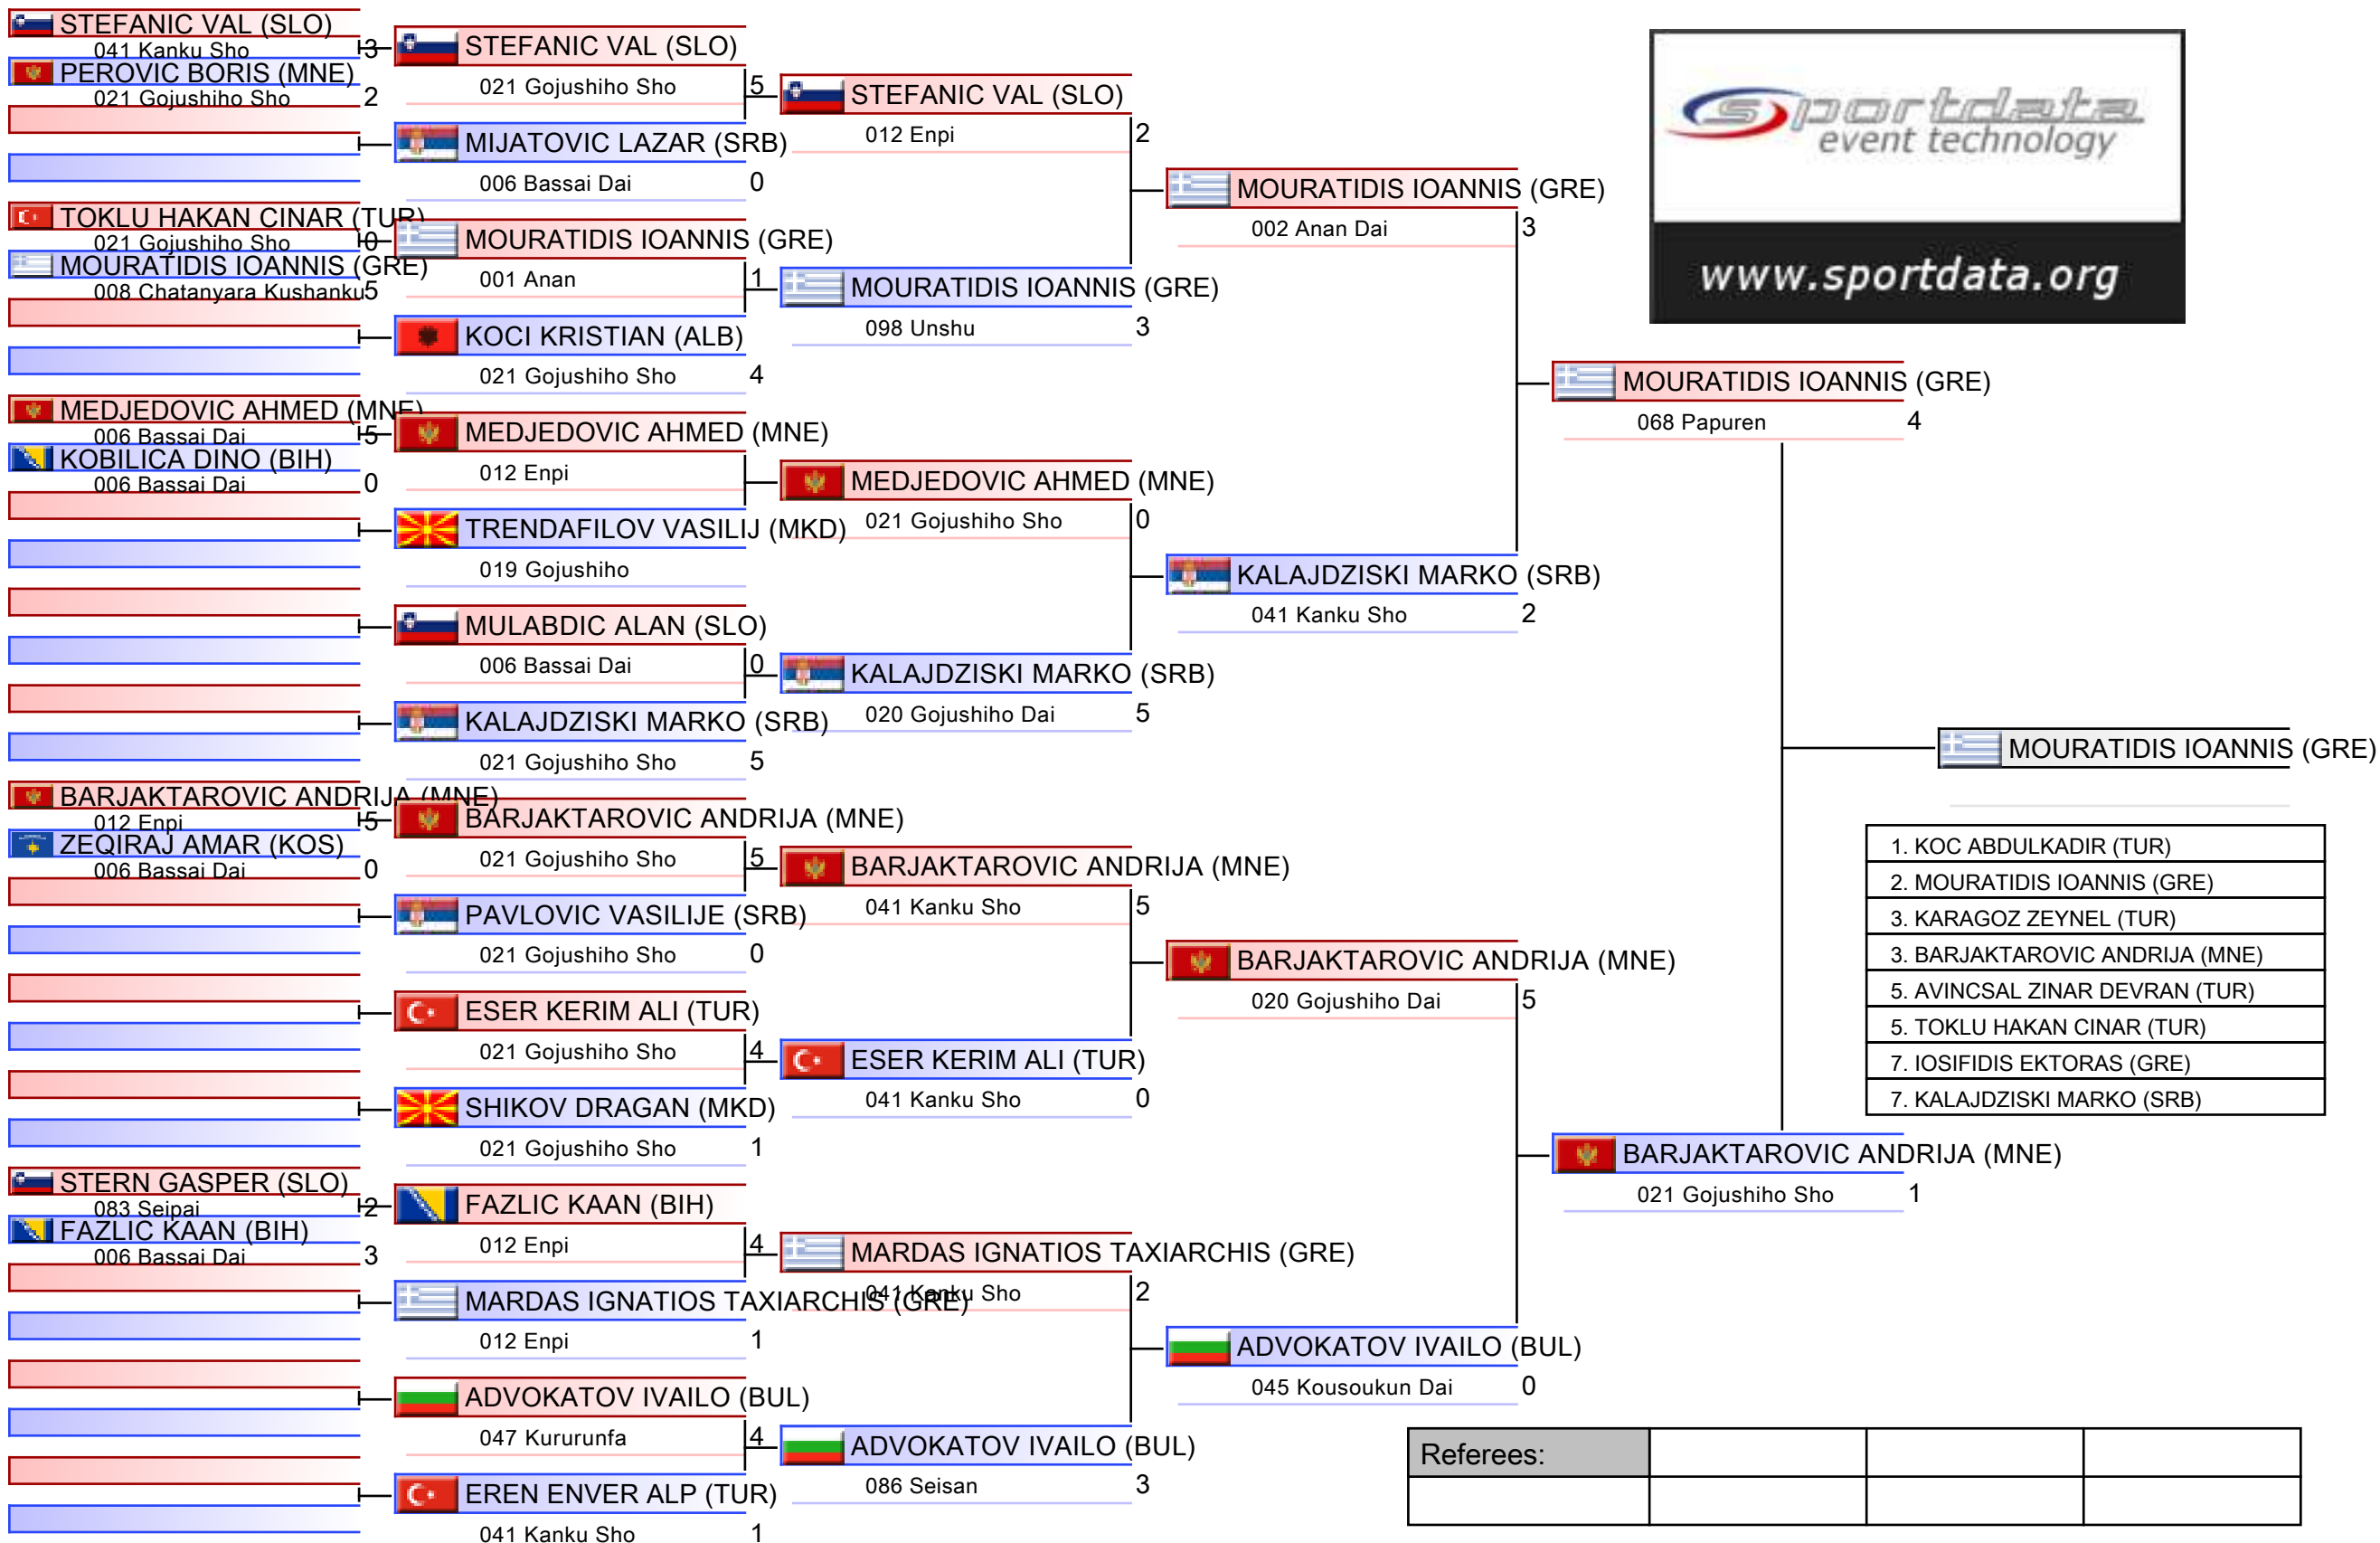 STEFANIC VAL (SLO)
041 Kanku Sho
3
PEROVIC BORIS (MNE)
021 Gojushiho Sho
2
TOKLU HAKAN CINAR (TUR)
021 Gojushiho Sho
0
MOURATIDIS IOANNIS (GRE)
008 Chatanyara Kushanku
5
MEDJEDOVIC AHMED (MNE)
006 Bassai Dai
5
KOBILICA DINO (BIH)
006 Bassai Dai
0
BARJAKTAROVIC ANDRIJA (MNE)
012 Enpi
5
ZEQIRAJ AMAR (KOS)
006 Bassai Dai
0
STERN GASPER (SLO)
083 Seipai
2
FAZLIC KAAN (BIH)
006 Bassai Dai
3
STEFANIC VAL (SLO)
021 Gojushiho Sho
5
MIJATOVIC LAZAR (SRB)
006 Bassai Dai
0
MOURATIDIS IOANNIS (GRE)
001 Anan
1
KOCI KRISTIAN (ALB)
021 Gojushiho Sho
4
MEDJEDOVIC AHMED (MNE)
012 Enpi
TRENDAFILOV VASILIJ (MKD)
019 Gojushiho
MULABDIC ALAN (SLO)
006 Bassai Dai
0
KALAJDZISKI MARKO (SRB)
021 Gojushiho Sho
5
BARJAKTAROVIC ANDRIJA (MNE)
021 Gojushiho Sho
5
PAVLOVIC VASILIJE (SRB)
021 Gojushiho Sho
0
ESER KERIM ALI (TUR)
021 Gojushiho Sho
4
SHIKOV DRAGAN (MKD)
021 Gojushiho Sho
1
FAZLIC KAAN (BIH)
012 Enpi
4
MARDAS IGNATIOS TAXIARCHIS (GRE)
012 Enpi
1
ADVOKATOV IVAILO (BUL)
047 Kururunfa
4
EREN ENVER ALP (TUR)
041 Kanku Sho
1
STEFANIC VAL (SLO)
012 Enpi
2
MOURATIDIS IOANNIS (GRE)
098 Unshu
3
MEDJEDOVIC AHMED (MNE)
021 Gojushiho Sho
0
KALAJDZISKI MARKO (SRB)
020 Gojushiho Dai
5
BARJAKTAROVIC ANDRIJA (MNE)
041 Kanku Sho
5
ESER KERIM ALI (TUR)
041 Kanku Sho
0
MARDAS IGNATIOS TAXIARCHIS (GRE)
041 Kanku Sho
2
ADVOKATOV IVAILO (BUL)
086 Seisan
3
MOURATIDIS IOANNIS (GRE)
002 Anan Dai
3
KALAJDZISKI MARKO (SRB)
041 Kanku Sho
2
BARJAKTAROVIC ANDRIJA (MNE)
020 Gojushiho Dai
5
ADVOKATOV IVAILO (BUL)
045 Kousoukun Dai
0
MOURATIDIS IOANNIS (GRE)
068 Papuren
4
BARJAKTAROVIC ANDRIJA (MNE)
021 Gojushiho Sho
1
MOURATIDIS IOANNIS (GRE)
sportdata
event technology
www.sportdata.org
1. KOC ABDULKADIR (TUR)
2. MOURATIDIS IOANNIS (GRE)
3. KARAGOZ ZEYNEL (TUR)
3. BARJAKTAROVIC ANDRIJA (MNE)
5. AVINCSAL ZINAR DEVRAN (TUR)
5. TOKLU HAKAN CINAR (TUR)
7. IOSIFIDIS EKTORAS (GRE)
7. KALAJDZISKI MARKO (SRB)
Referees: